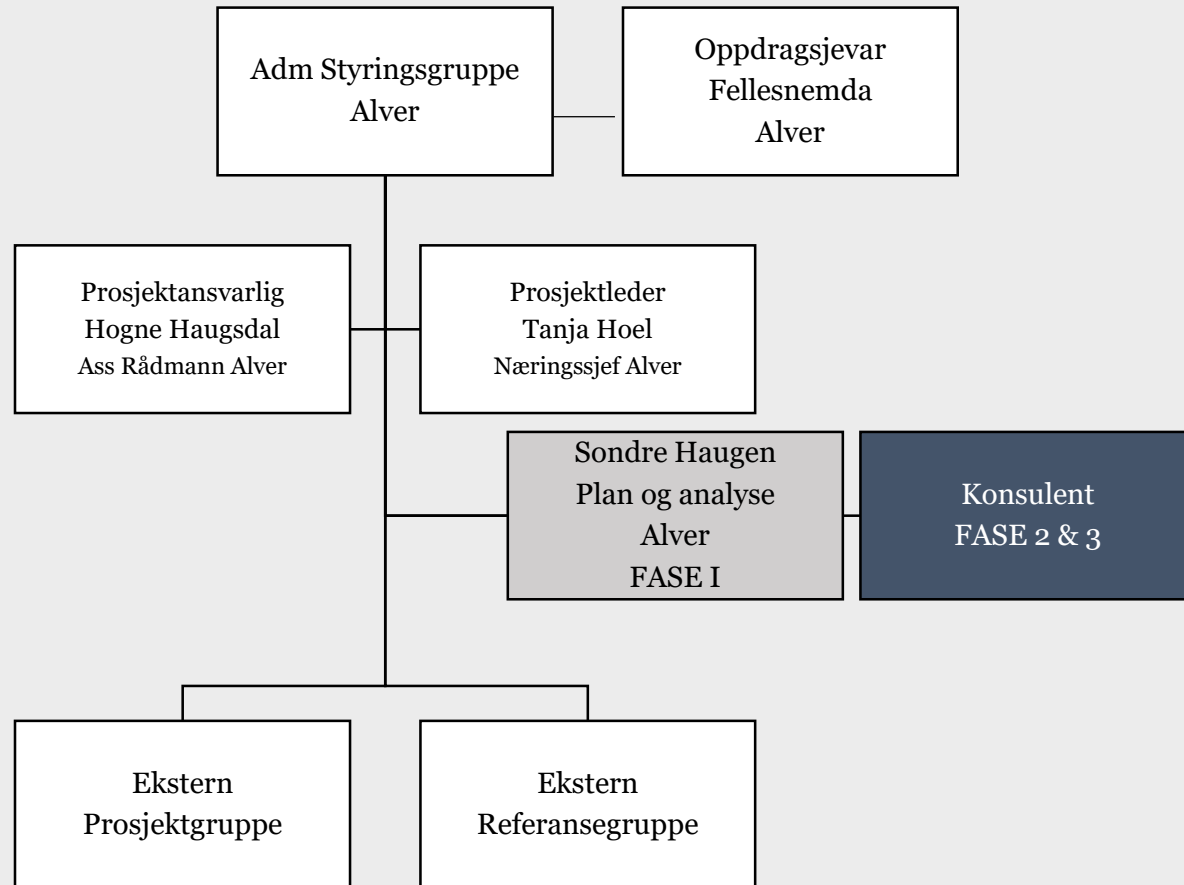 Adm Styringsgruppe
Alver
Oppdragsjevar
Fellesnemda
Alver
Prosjektansvarlig
Hogne Haugsdal
Ass Rådmann Alver
Prosjektleder
Tanja Hoel
Næringssjef Alver
Sondre Haugen
Plan og analyse
Alver
FASE I
Konsulent
FASE 2 & 3
Ekstern
Prosjektgruppe
Ekstern
Referansegruppe